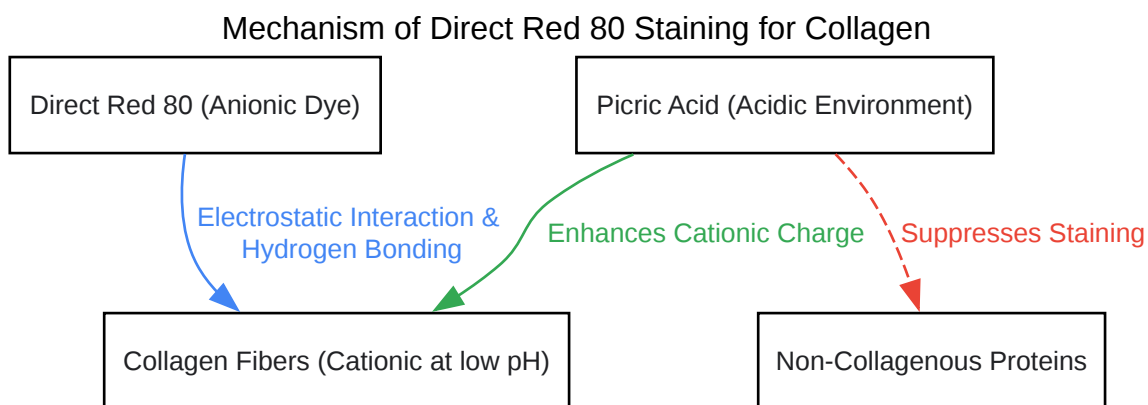 Mechanism of Direct Red 80 Staining for Collagen
Direct Red 80 (Anionic Dye)
Picric Acid (Acidic Environment)
Electrostatic Interaction &
Hydrogen Bonding
Enhances Cationic Charge
Suppresses Staining
Collagen Fibers (Cationic at low pH)
Non-Collagenous Proteins